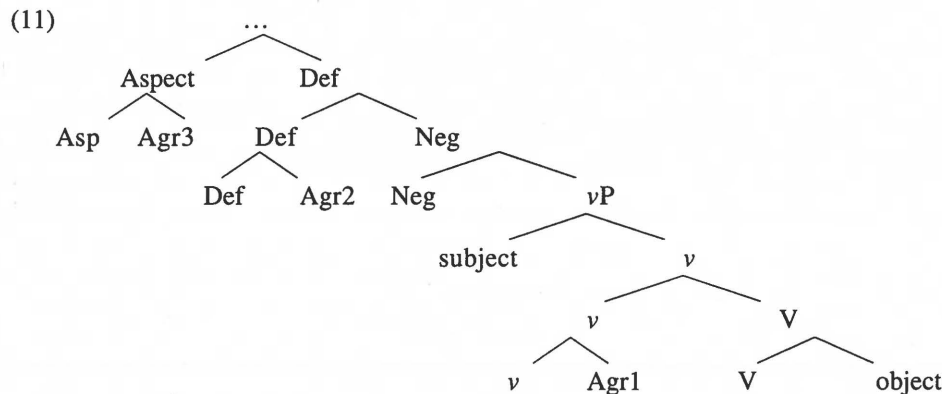 (11) ...
Aspect Def
Asp Agr3 Def Neg
Def Agr2 Neg vP
subject v
v V
v Agr1 V object